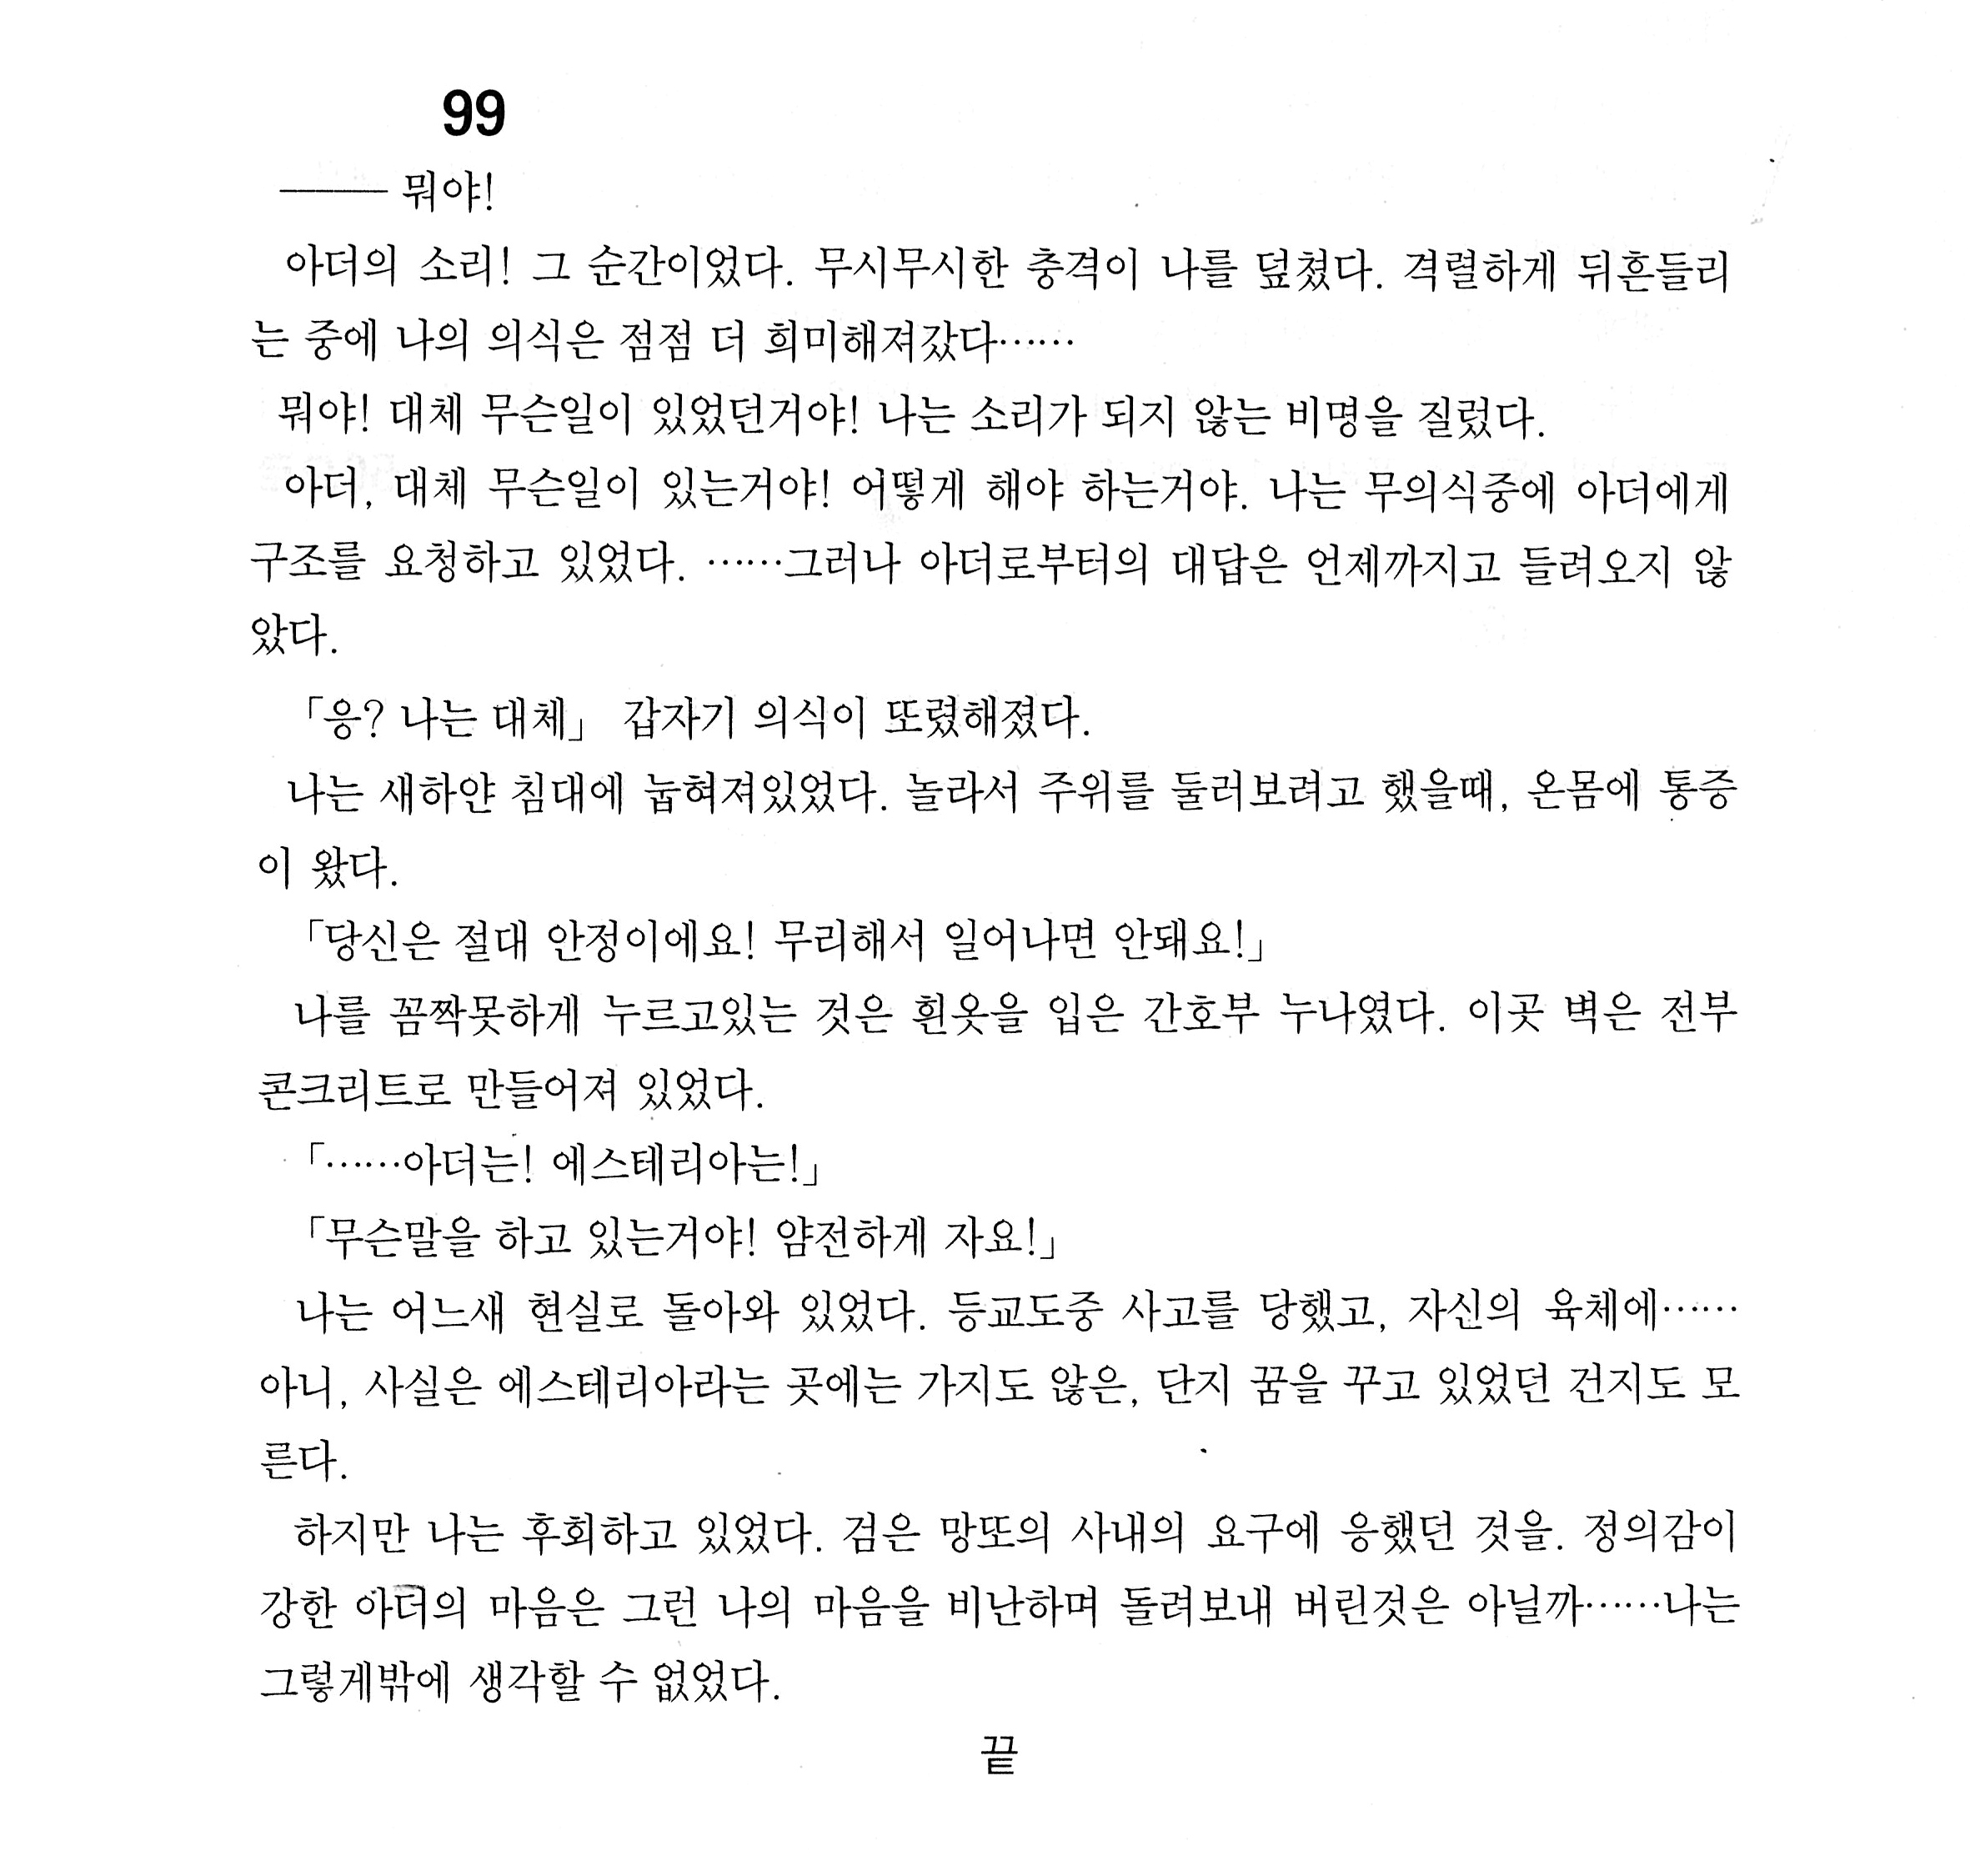 99
─── 뭐야!
아더의 소리! 그 순간이었다. 무시무시한 충격이 나를 덮쳤다. 격렬하게 뒤흔들리
는 중에 나의 의식은 점점 더 희미해져갔다……
뭐야! 대체 무슨일이 있었던거야! 나는 소리가 되지 않는 비명을 질렀다.
아더, 대체 무슨일이 있는거야! 어떻게 해야 하는거야. 나는 무의식중에 아더에게
구조를 요청하고 있었다. ……그러나 아더로부터의 대답은 언제까지고 들려오지 않
았다.
「응? 나는 대체」 갑자기 의식이 또렸해졌다.
나는 새하얀 침대에 눕혀져있었다. 놀라서 주위를 둘러보려고 했을때, 온몸에 통증
이 왔다.
「당신은 절대 안정이에요! 무리해서 일어나면 안돼요!」
나를 꼼짝못하게 누르고있는 것은 흰옷을 입은 간호부 누나였다. 이곳 벽은 전부
콘크리트로 만들어져 있었다.
「……아더는! 에스테리아는!」
「무슨말을 하고 있는거야! 얌전하게 자요!」
나는 어느새 현실로 돌아와 있었다. 등교도중 사고를 당했고, 자신의 육체에……
아니, 사실은 에스테리아라는 곳에는 가지도 않은, 단지 꿈을 꾸고 있었던 건지도 모
른다.
하지만 나는 후회하고 있었다. 검은 망또의 사내의 요구에 응했던 것을. 정의감이
강한 아더의 마음은 그런 나의 마음을 비난하며 돌려보내 버린것은 아닐까……나는
그렇게밖에 생각할 수 없었다.
끝